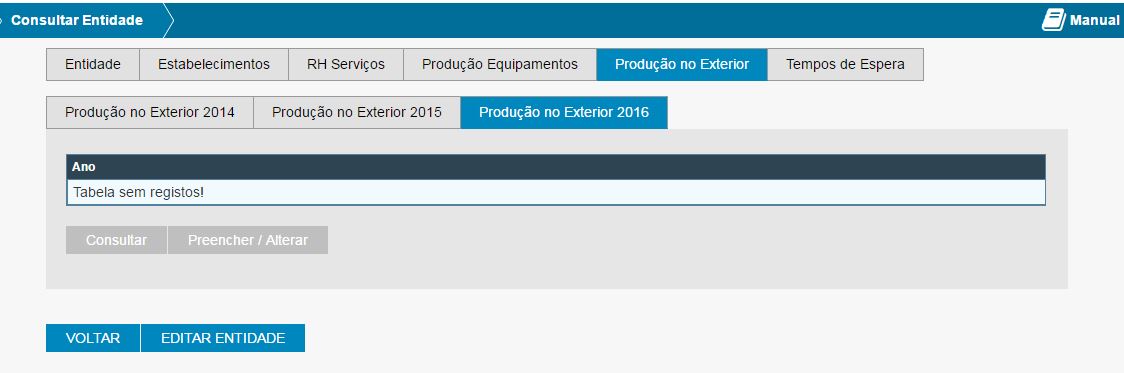 Consultar Entidade
Manual
Entidade Estabelecimentos RH Serviços Produção Equipamentos Produção no Exterior Tempos de Espera
Produção no Exterior 2014 Produção no Exterior 2015 Produção no Exterior 2016
Ano
Tabela sem registos!
Consultar Preencher / Alterar
VOLTAR EDITAR ENTIDADE